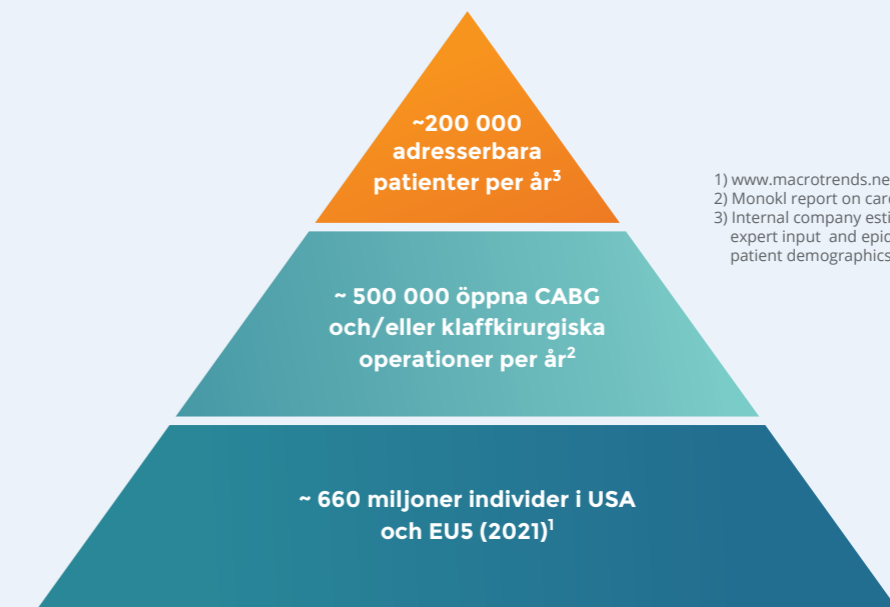 ~200 000
adresserbara
patienter per år³
1) www.macrotrends.ne
2) Monokl report on card
3) Internal company esti
expert input and epid
patient demographics
~ 500 000 öppna CABG
och/eller klaffkirurgiska
operationer per år²
~ 660 miljoner individer i USA
och EU5 (2021)¹